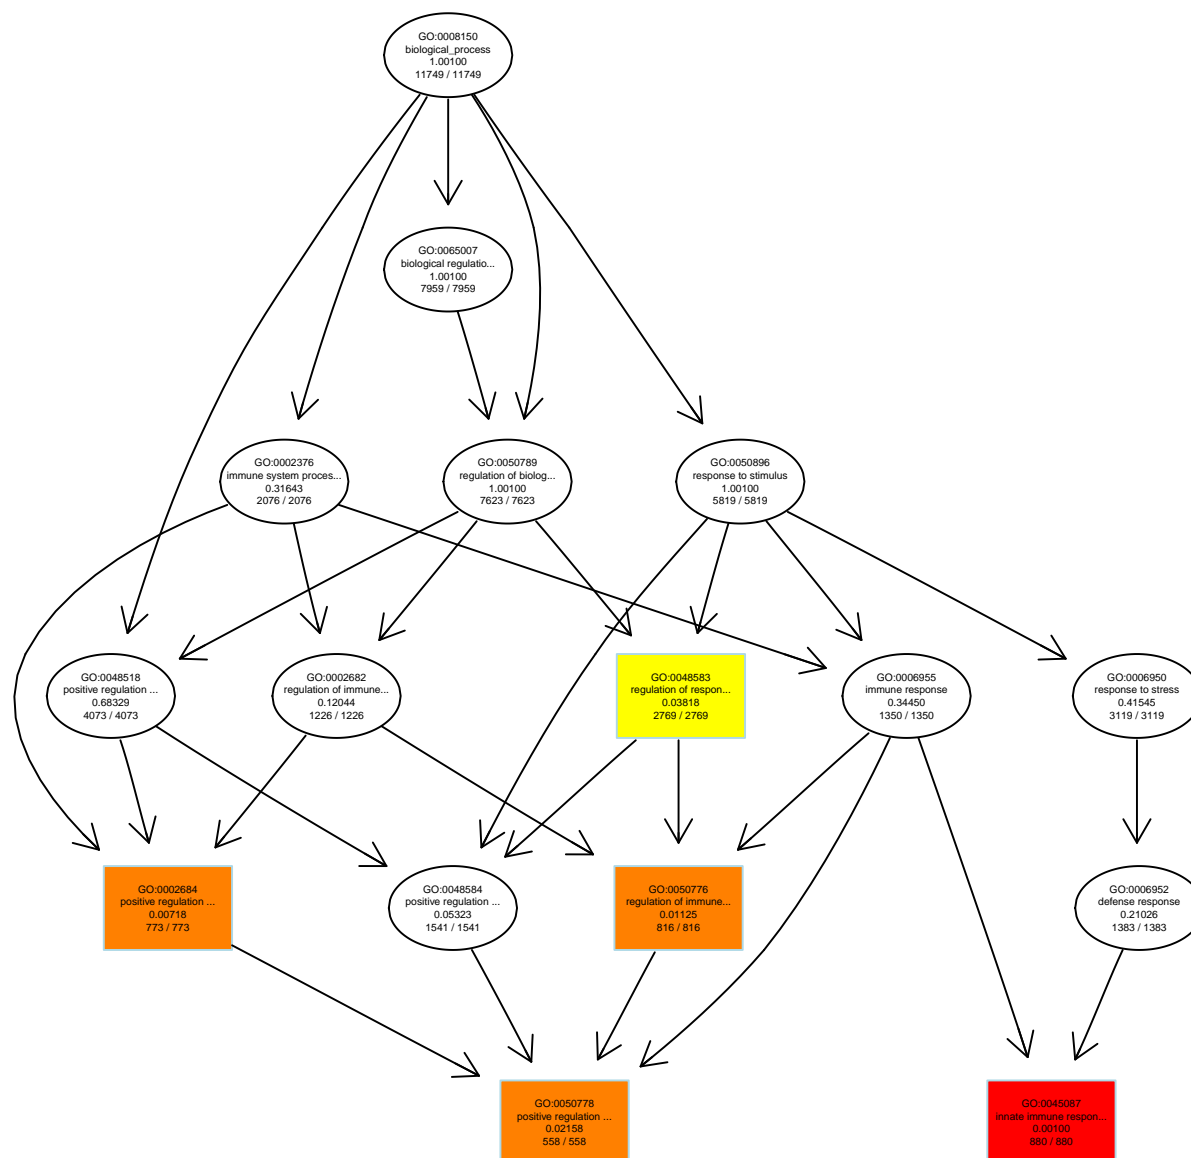 GO:0008150
biological_process
1.00100
11749 / 11749
GO:0065007
biological regulatio...
1.00100
7959 / 7959
GO:0002376
immune system proces...
0.31643
2076 / 2076
GO:0050789
regulation of biolog...
1.00100
7623 / 7623
GO:0050896
response to stimulus
1.00100
5819 / 5819
GO:0048518
positive regulation ...
0.68329
4073 / 4073
GO:0002682
regulation of immune...
0.12044
1226 / 1226
GO:0048583
regulation of respon...
0.03818
2769 / 2769
GO:0006955
immune response
0.34450
1350 / 1350
GO:0006950
response to stress
0.41545
3119 / 3119
GO:0002684
positive regulation ...
0.00718
773 / 773
GO:0048584
positive regulation ...
0.05323
1541 / 1541
GO:0050776
regulation of immune...
0.01125
816 / 816
GO:0006952
defense response
0.21026
1383 / 1383
GO:0050778
positive regulation ...
0.02158
558 / 558
GO:0045087
innate immune respon...
0.00100
880 / 880